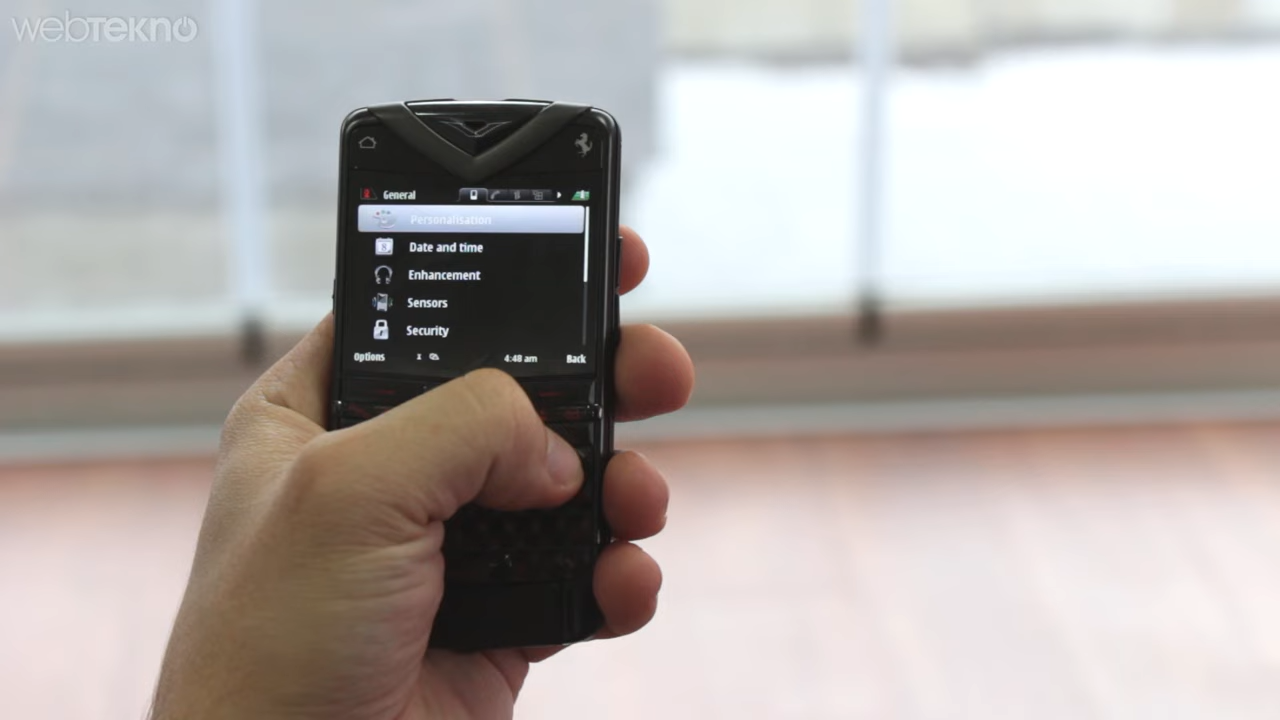 webTEKNO
General
Personalisation
Date and time
Enhancement
Sensors
Security
Options 4:48 am Back